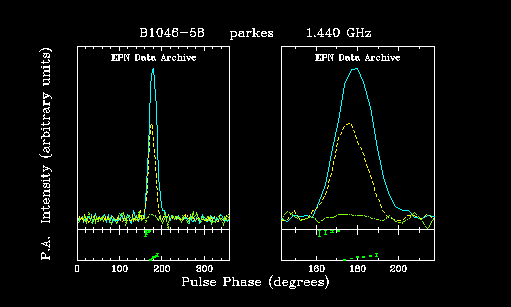 B1046-58 parkes 1.440 GHz
EPN Data Archive EPN Data Archive
Intensity (arbitrary units)
P.A.
0 100 200 300 160 180 200
Pulse Phase (degrees)